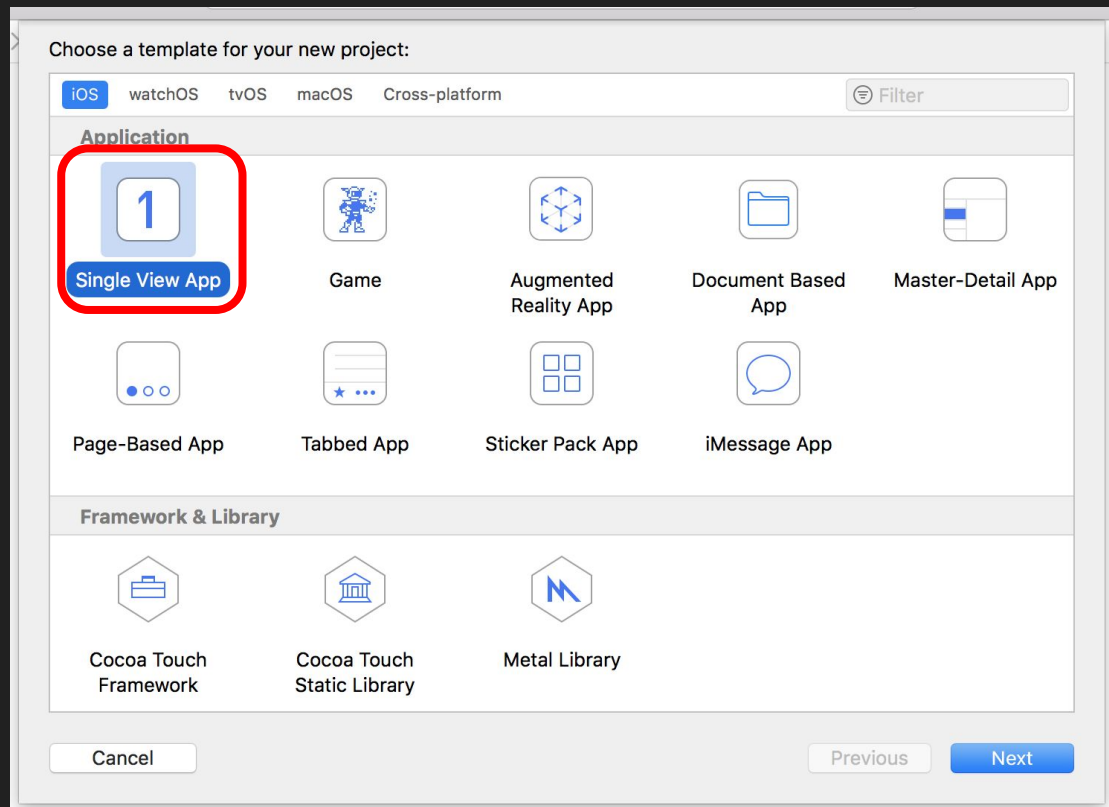 Choose a template for your new project:
iOS watchOS tvOS macOS Cross-platform Filter
Application
1
Single View App Game Augmented Reality App Document Based App Master-Detail App
Page-Based App Tabbed App Sticker Pack App iMessage App
Framework & Library
Cocoa Touch Framework Cocoa Touch Static Library Metal Library
Cancel Previous Next